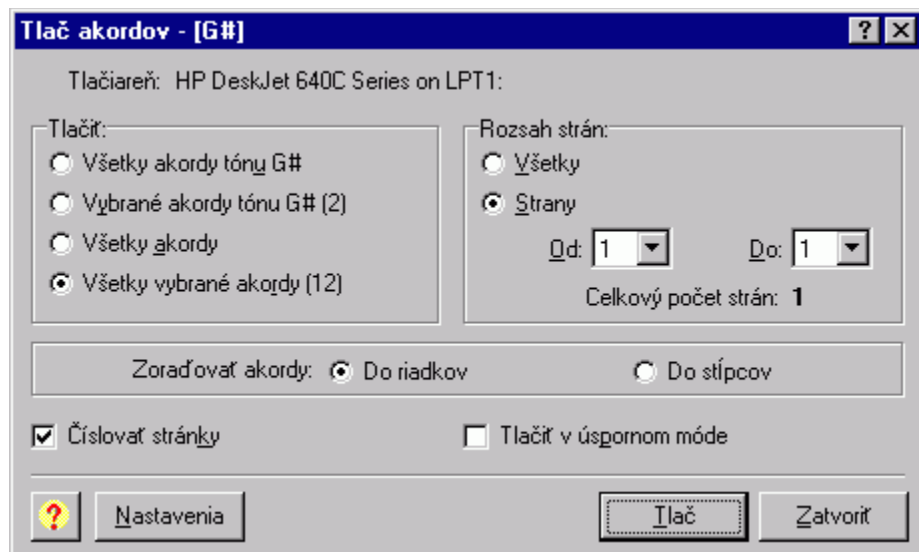 Tlač akordov - [G#]
Tlačiareň: HP DeskJet 640C Series on LPT1:
Tlačiť:
Všetky akordy tónu G#
Vybrané akordy tónu G# (2)
Všetky akordy
Všetky vybrané akordy (12)
Rozsah strán:
Všetky
Strany
Od: 1 Do: 1
Celkový počet strán: 1
Zoraďovať akordy: Do riadkov Do stĺpcov
Číslovať stránky Tlačiť v úspornom móde
? Nastavenia Tlač Zatvoriť